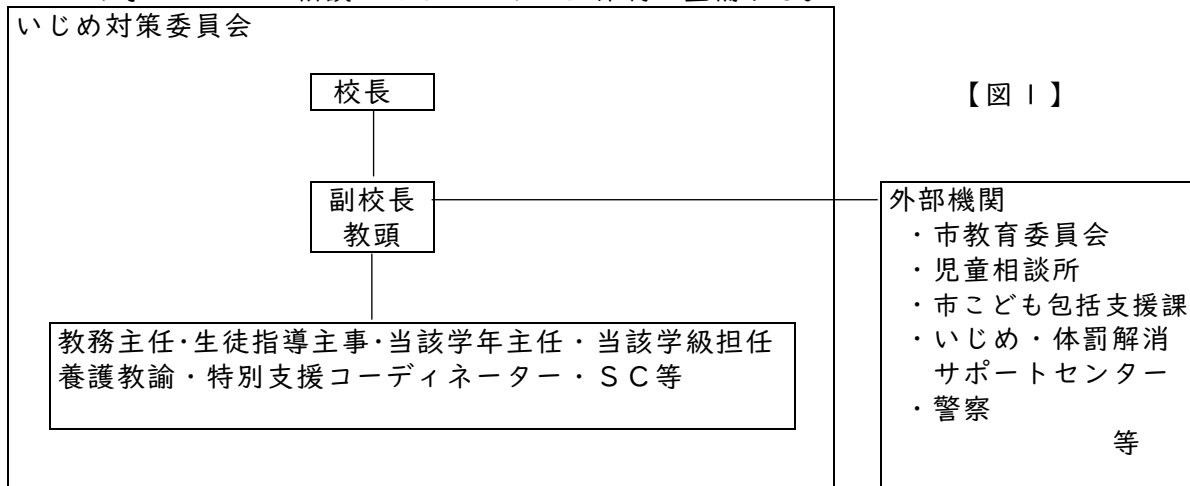 いじめ対策委員会
校長
【図１】
副校長
教頭
外部機関
・市教育委員会
・児童相談所
・市こども包括支援課
・いじめ・体罰解消
サポートセンター
・警察
等
教務主任・生徒指導主事・当該学年主任・当該学級担任
養護教諭・特別支援コーディネーター・ＳＣ等